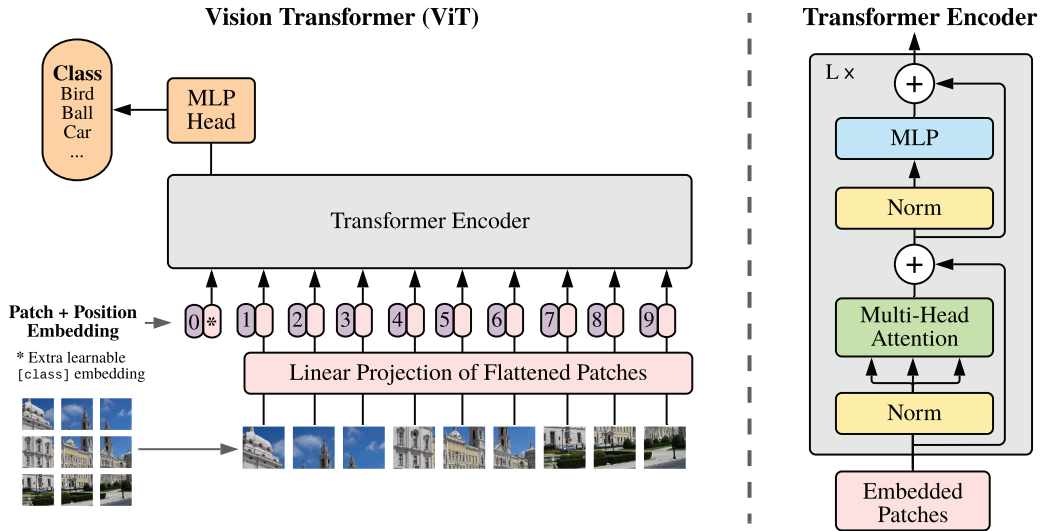 Vision Transformer (ViT)
Class
Bird
Ball
Car
...
MLP
Head
Transformer Encoder
Patch + Position
Embedding
0 * 1 2 3 4 5 6 7 8 9
* Extra learnable
[class] embedding
Linear Projection of Flattened Patches
Transformer Encoder
L ×
+
MLP
Norm
+
Multi-Head
Attention
Norm
Embedded
Patches